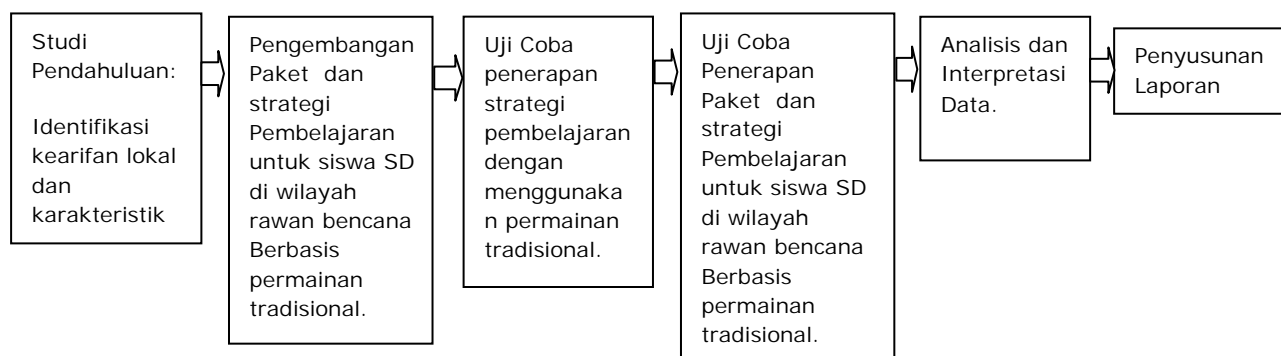 Studi
Pendahuluan:
Identifikasi
kearifan lokal
dan
karakteristik
Pengembangan
Paket dan
strategi
Pembelajaran
untuk siswa SD
di wilayah
rawan bencana
Berbasis
permainan
tradisional.
Uji Coba
penerapan
strategi
pembelajaran
dengan
menggunaka
n permainan
tradisional.
Uji Coba
Penerapan
Paket dan
strategi
Pembelajaran
untuk siswa SD
di wilayah
rawan bencana
Berbasis
permainan
tradisional.
Analisis dan
Interpretasi
Data.
Penyusunan
Laporan